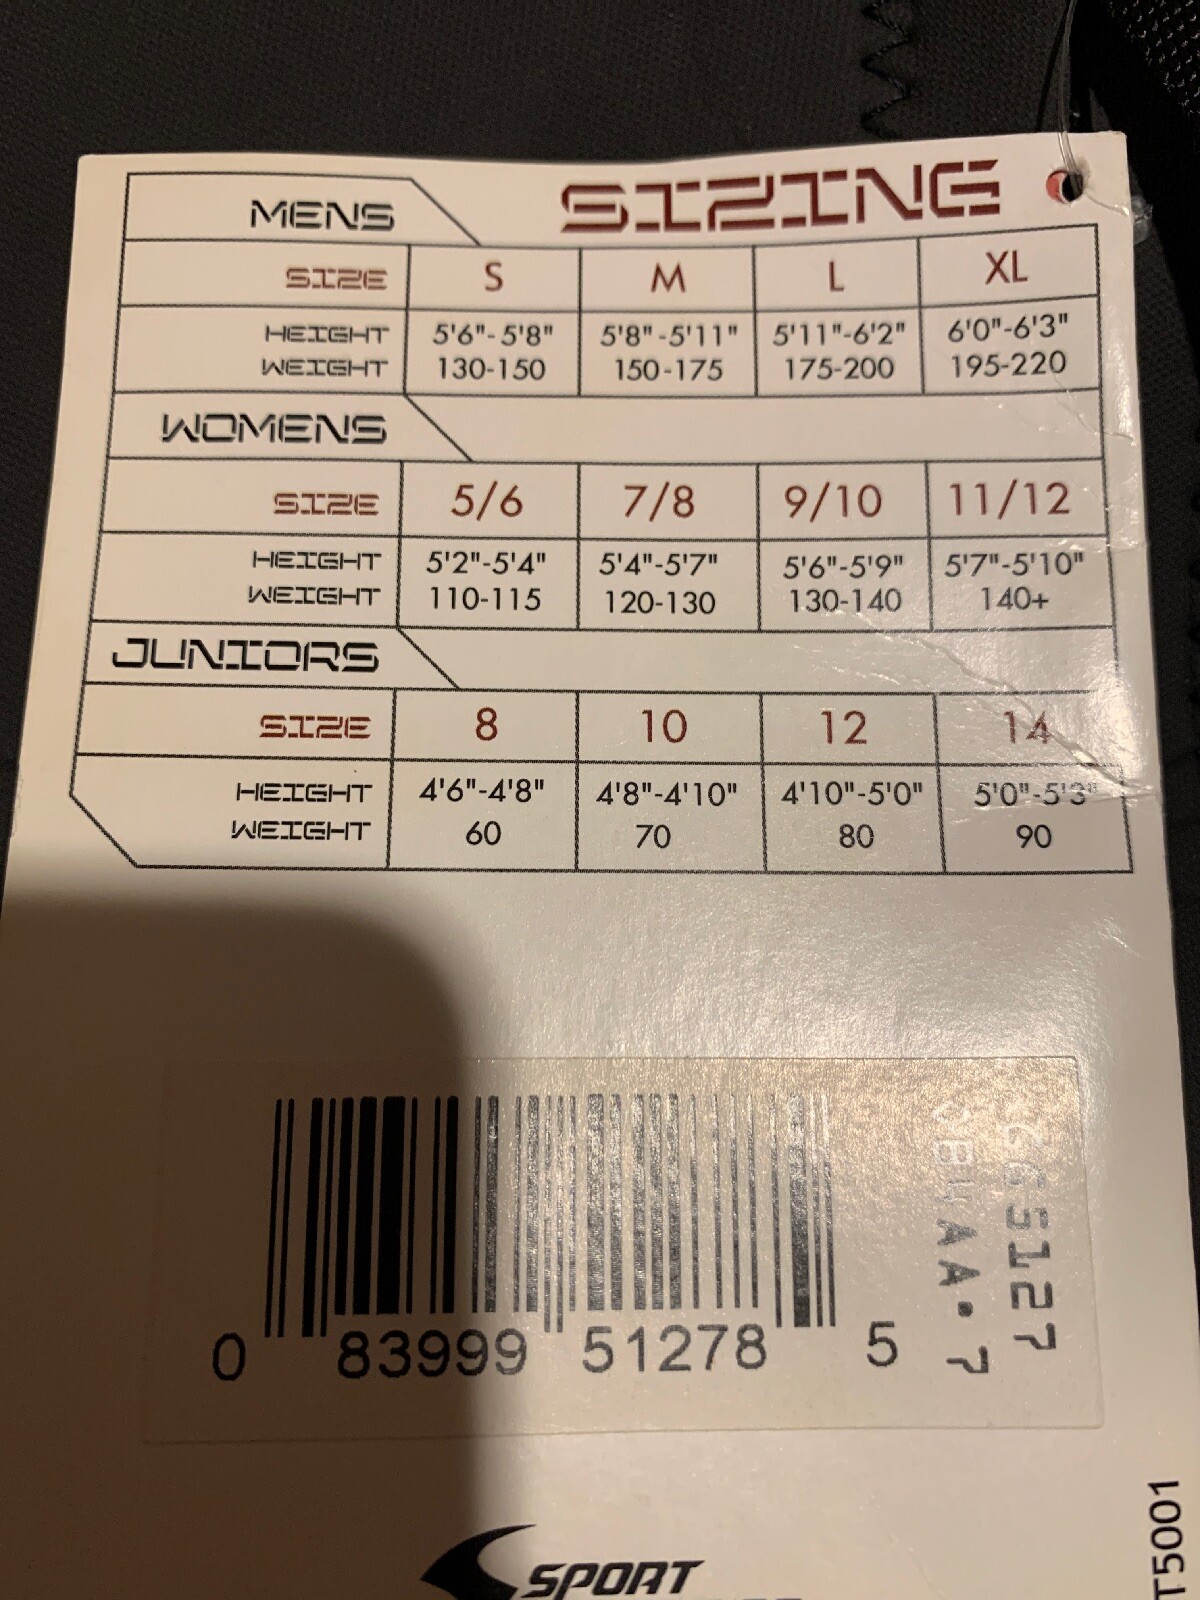 MENS SIZING
SIZE S M L XL
HEIGHT 5'6"-5'8" 5'8"-5'11" 5'11"-6'2" 6'0"-6'3"
WEIGHT 130-150 150-175 175-200 195-220
WOMENS
SIZE 5/6 7/8 9/10 11/12
HEIGHT 5'2"-5'4" 5'4"-5'7" 5'6"-5'9" 5'7"-5'10"
WEIGHT 110-115 120-130 130-140 140+
JUNIORS
SIZE 8 10 12 14
HEIGHT 4'6"-4'8" 4'8"-4'10" 4'10"-5'0" 5'0"-5'3"
WEIGHT 60 70 80 90
0 83999 51278 5
SPORT
T5001